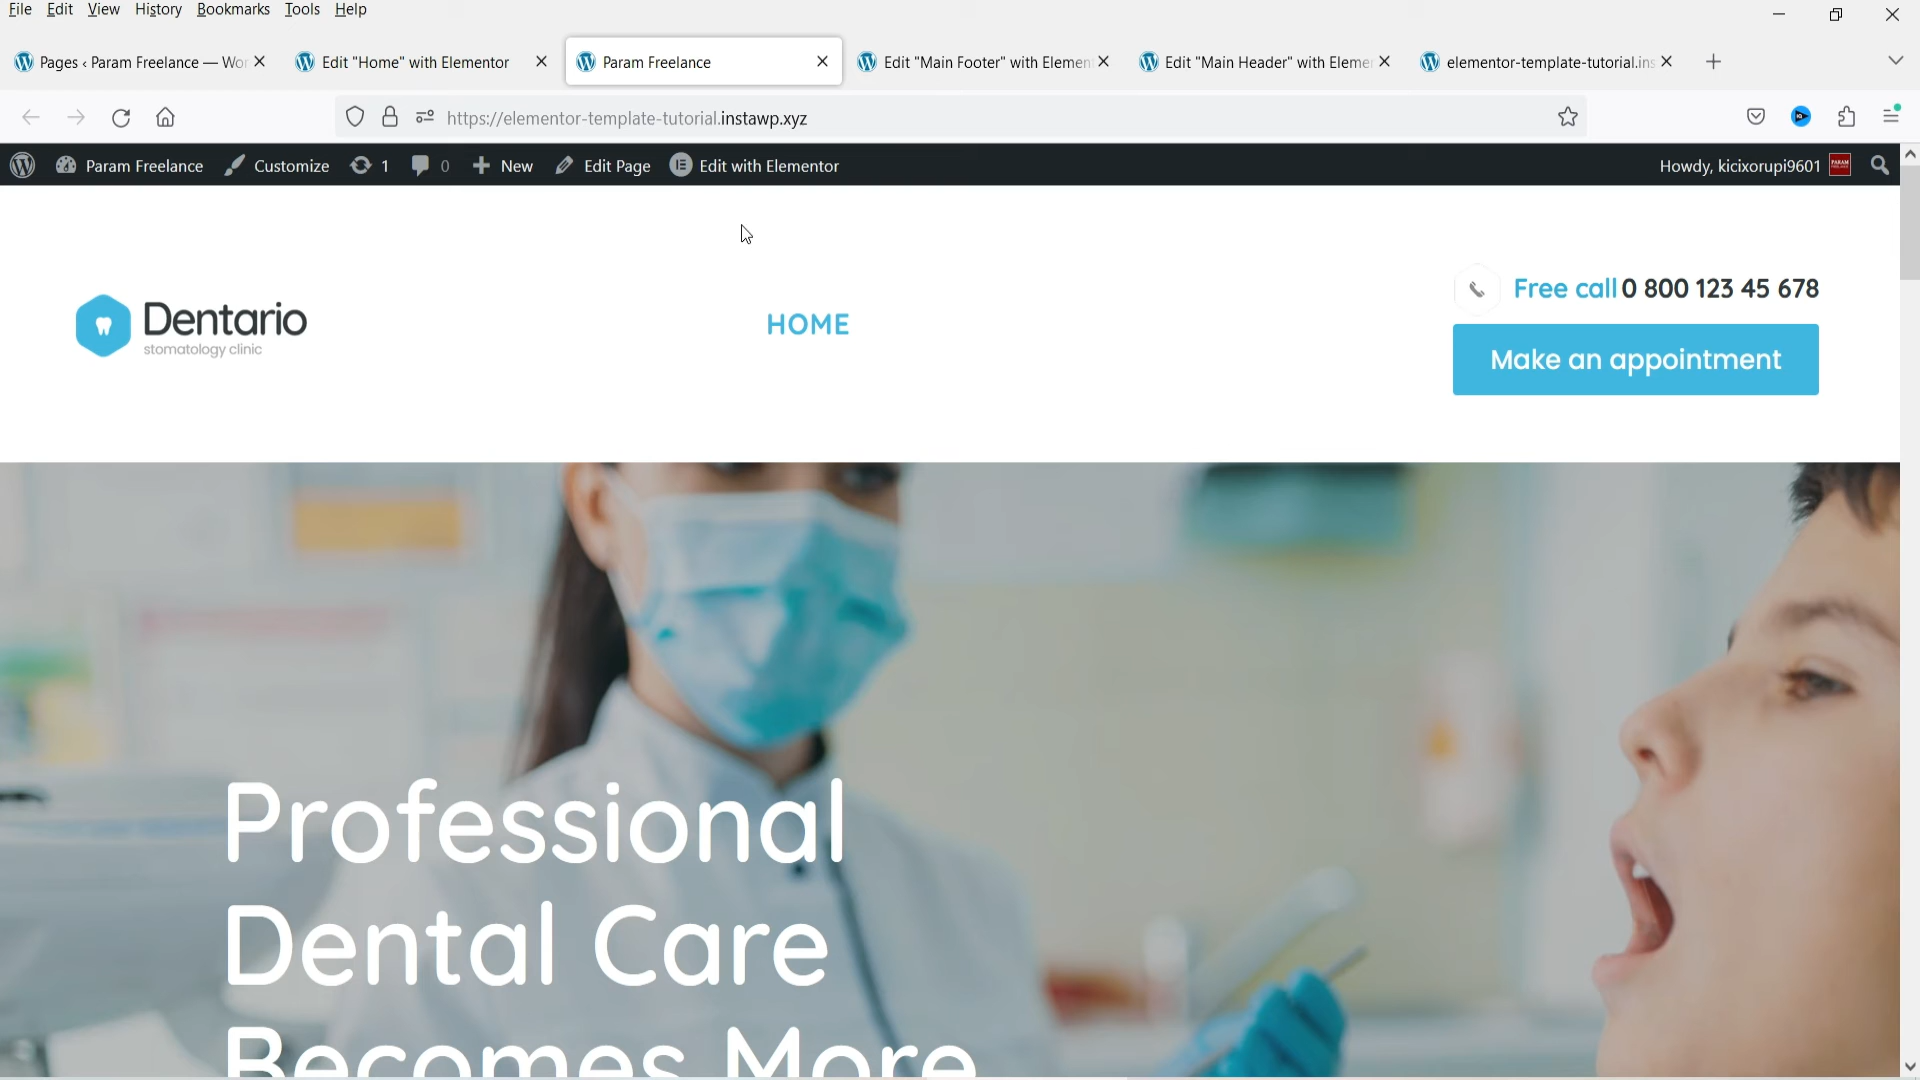 File Edit View History Bookmarks Tools Help
Pages ‹ Param Freelance — Wor Edit "Home" with Elementor Param Freelance Edit "Main Footer" with Elemen Edit "Main Header" with Eleme elementor-template-tutorial.ins
https://elementor-template-tutorial.instawp.xyz
Param Freelance Customize 1 0 New Edit Page Edit with Elementor Howdy, kicixorupi9601
Free call 0 800 123 45 678
Dentario
stomatology clinic
HOME
Make an appointment
Professional
Dental Care
Becomes More